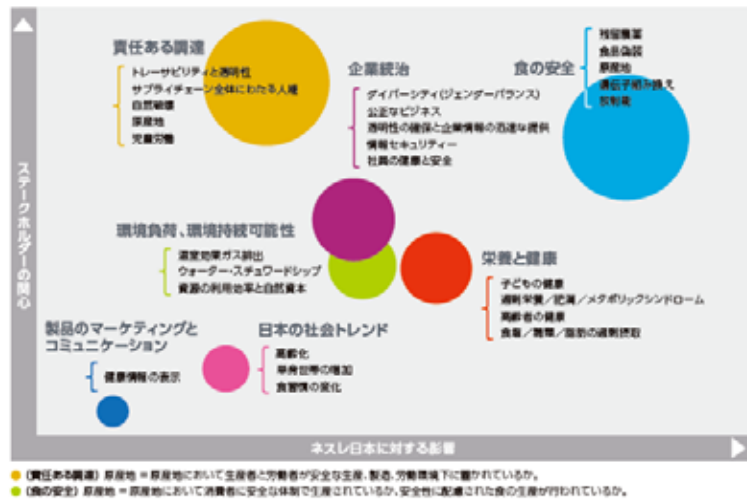 責任ある調達
トレーサビリティと透明性
サプライチェーン全体にわたる人権
自然破壊
原産地
児童労働
企業統治
ダイバーシティ(ジェンダーバランス)
公正なビジネス
透明性の確保と企業情報の迅速な提供
情報セキュリティー
社員の健康と安全
食の安全
残留農薬
食品偽装
原産地
遺伝子組み換え
放射能
ステークホルダーの関心
環境負荷、環境持続可能性
温室効果ガス排出
ウォーター・スチュワードシップ
資源の利用効率と自然資本
栄養と健康
子どもの健康
過剰栄養/肥満/メタボリックシンドローム
高齢者の健康
食塩/糖類/脂肪の過剰摂取
製品のマーケティングと
コミュニケーション
健康情報の表示
日本の社会トレンド
高齢化
単身世帯の増加
食習慣の変化
ネスレ日本に対する影響
(責任ある調達) 原産地 = 原産地において生産者と労働者が安全な生産、製造、労働環境下に置かれているか。
(食の安全) 原産地 = 原産地において消費者に安全な体制で生産されているか、安全性に配慮された食の生産が行われているか。